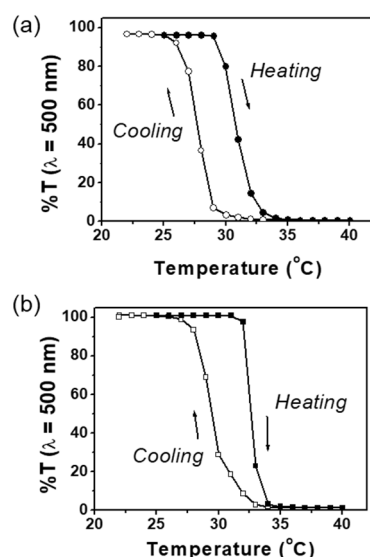 (a)
100
80
60
40
20
0
%T (λ = 500 nm)
Heating
Cooling
20 25 30 35 40
Temperature (°C)
(b)
100
80
60
40
20
0
%T (λ = 500 nm)
Heating
Cooling
20 25 30 35 40
Temperature (°C)